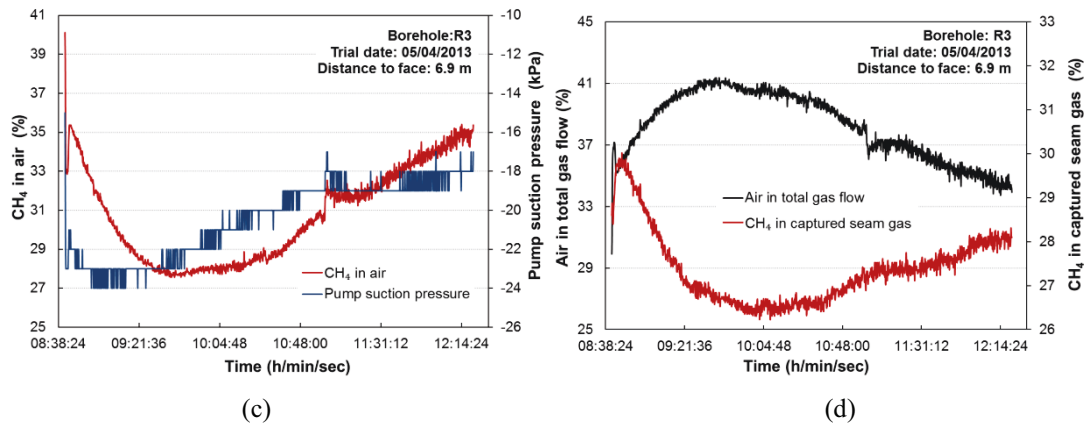 41
39
37
35
33
31
29
27
25
CH4 in air (%)
Borehole:R3
Trial date: 05/04/2013
Distance to face: 6.9 m
CH4 in air
Pump suction pressure
-10
-12
-14
-16
-18
-20
-22
-24
-26
Pump suction pressure (kPa)
08:38:24 09:21:36 10:04:48 10:48:00 11:31:12 12:14:24
Time (h/min/sec)
(c)
45
41
37
33
29
25
Air in total gas flow (%)
Borehole: R3
Trial date: 05/04/2013
Distance to face: 6.9 m
Air in total gas flow
CH4 in captured seam gas
33
32
31
30
29
28
27
26
CH4 in captured seam gas (%)
08:38:24 09:21:36 10:04:48 10:48:00 11:31:12 12:14:24
Time (h/min/sec)
(d)